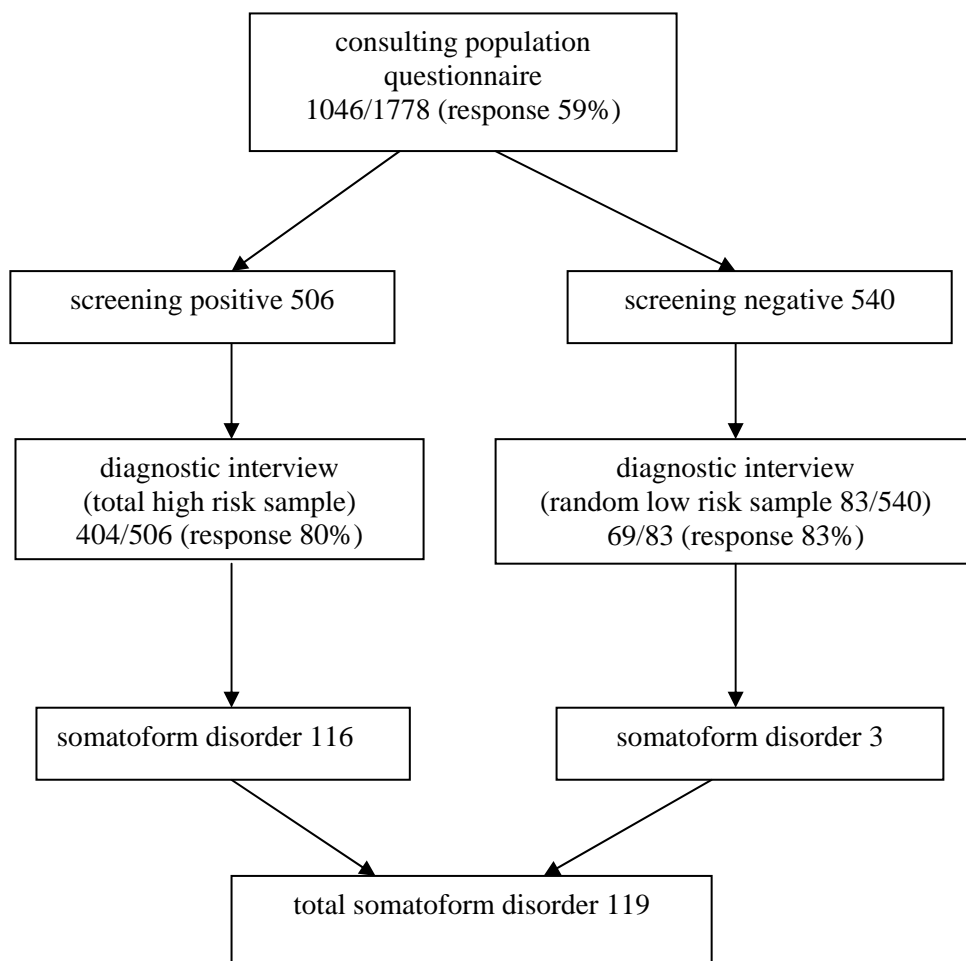 consulting population
questionnaire
1046/1778 (response 59%)
screening positive 506
screening negative 540
diagnostic interview
(total high risk sample)
404/506 (response 80%)
diagnostic interview
(random low risk sample 83/540)
69/83 (response 83%)
somatoform disorder 116
somatoform disorder 3
total somatoform disorder 119